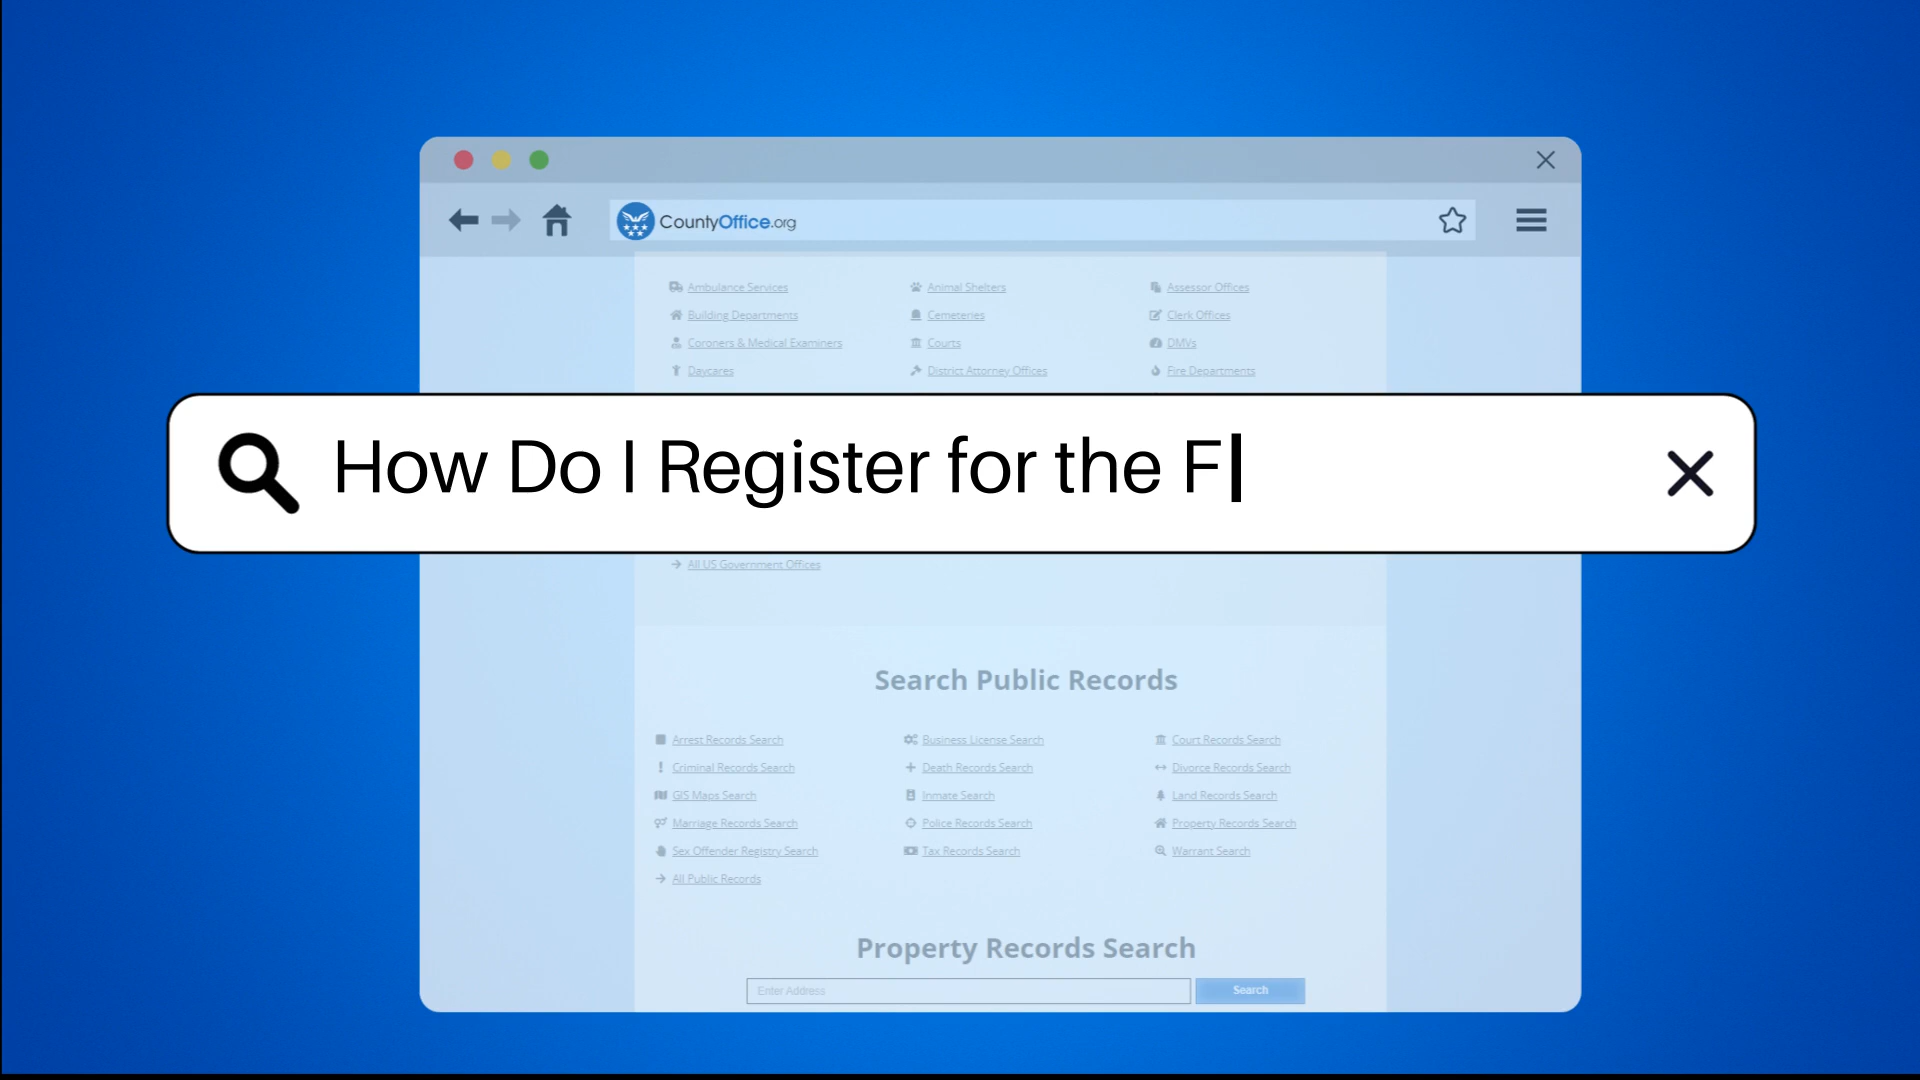 CountyOffice.org
Ambulance Services Animal Shelters Assessor Offices
Building Departments Cemeteries Clerk Offices
Coroners & Medical Examiners Courts DMVs
Daycares District Attorney Offices Fire Departments
How Do I Register for the F
All US Government Offices
Search Public Records
Arrest Records Search Business License Search Court Records Search
Criminal Records Search Death Records Search Divorce Records Search
GIS Maps Search Inmate Search Land Records Search
Marriage Records Search Police Records Search Property Records Search
Sex Offender Registry Search Tax Records Search Warrant Search
All Public Records
Property Records Search
Enter Address Search